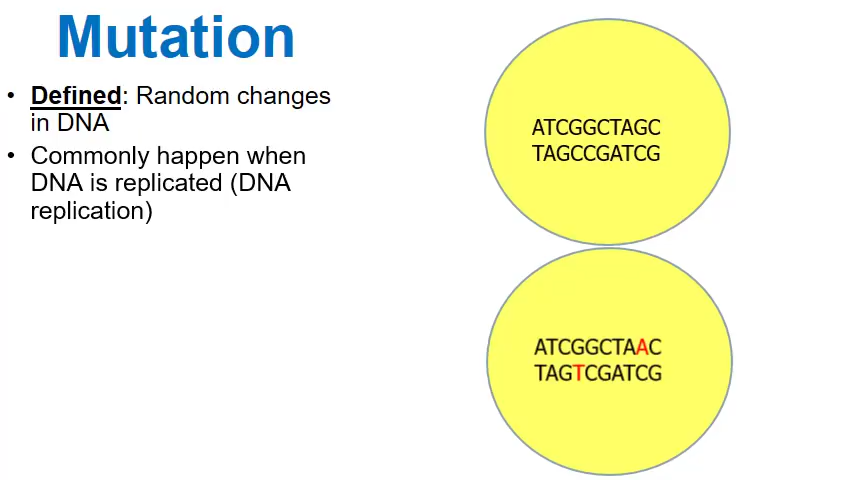 Mutation
• Defined: Random changes
in DNA
• Commonly happen when
DNA is replicated (DNA
replication)
ATCGGCTAGC
TAGCCGATCG
ATCGGCTAAC
TAGTCGATCG